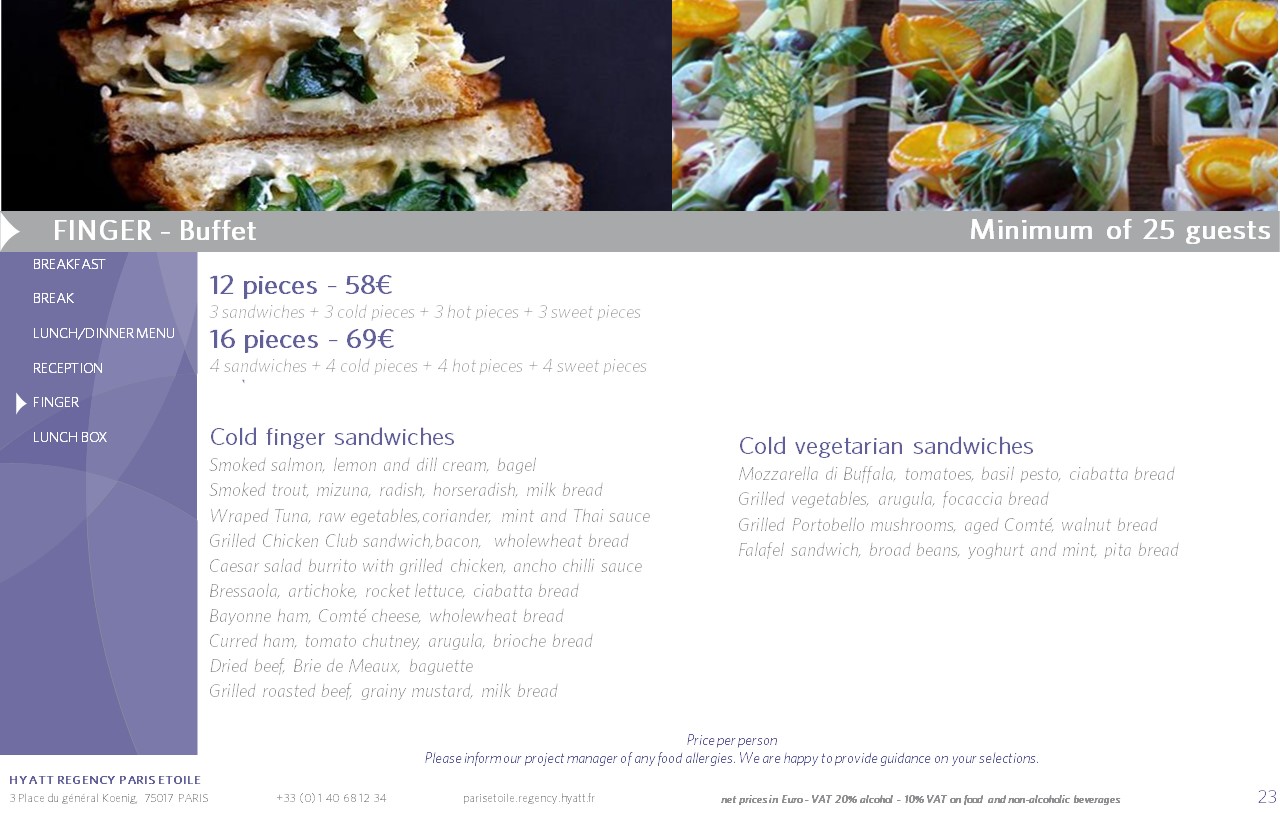 FINGER - Buffet
Minimum of 25 guests
BREAKFAST
BREAK
LUNCH/DINNER MENU
RECEPTION
FINGER
LUNCH BOX
12 pieces - 58€
3 sandwiches + 3 cold pieces + 3 hot pieces + 3 sweet pieces
16 pieces - 69€
4 sandwiches + 4 cold pieces + 4 hot pieces + 4 sweet pieces
Cold finger sandwiches
Smoked salmon, lemon and dill cream, bagel
Smoked trout, mizuna, radish, horseradish, milk bread
Wraped Tuna, raw egetables,coriander, mint and Thai sauce
Grilled Chicken Club sandwich,bacon, wholewheat bread
Caesar salad burrito with grilled chicken, ancho chilli sauce
Bressaola, artichoke, rocket lettuce, ciabatta bread
Bayonne ham, Comté cheese, wholewheat bread
Curred ham, tomato chutney, arugula, brioche bread
Dried beef, Brie de Meaux, baguette
Grilled roasted beef, grainy mustard, milk bread
Cold vegetarian sandwiches
Mozzarella di Buffala, tomatoes, basil pesto, ciabatta bread
Grilled vegetables, arugula, focaccia bread
Grilled Portobello mushrooms, aged Comté, walnut bread
Falafel sandwich, broad beans, yoghurt and mint, pita bread
Price per person
Please inform our project manager of any food allergies. We are happy to provide guidance on your selections.
HYATT REGENCY PARIS ETOILE
3 Place du général Koenig, 75017 PARIS
+33 (0) 1 40 68 12 34
parisetoile.regency.hyatt.fr
net prices in Euro - VAT 20% alcohol - 10% VAT on food and non-alcoholic beverages
23